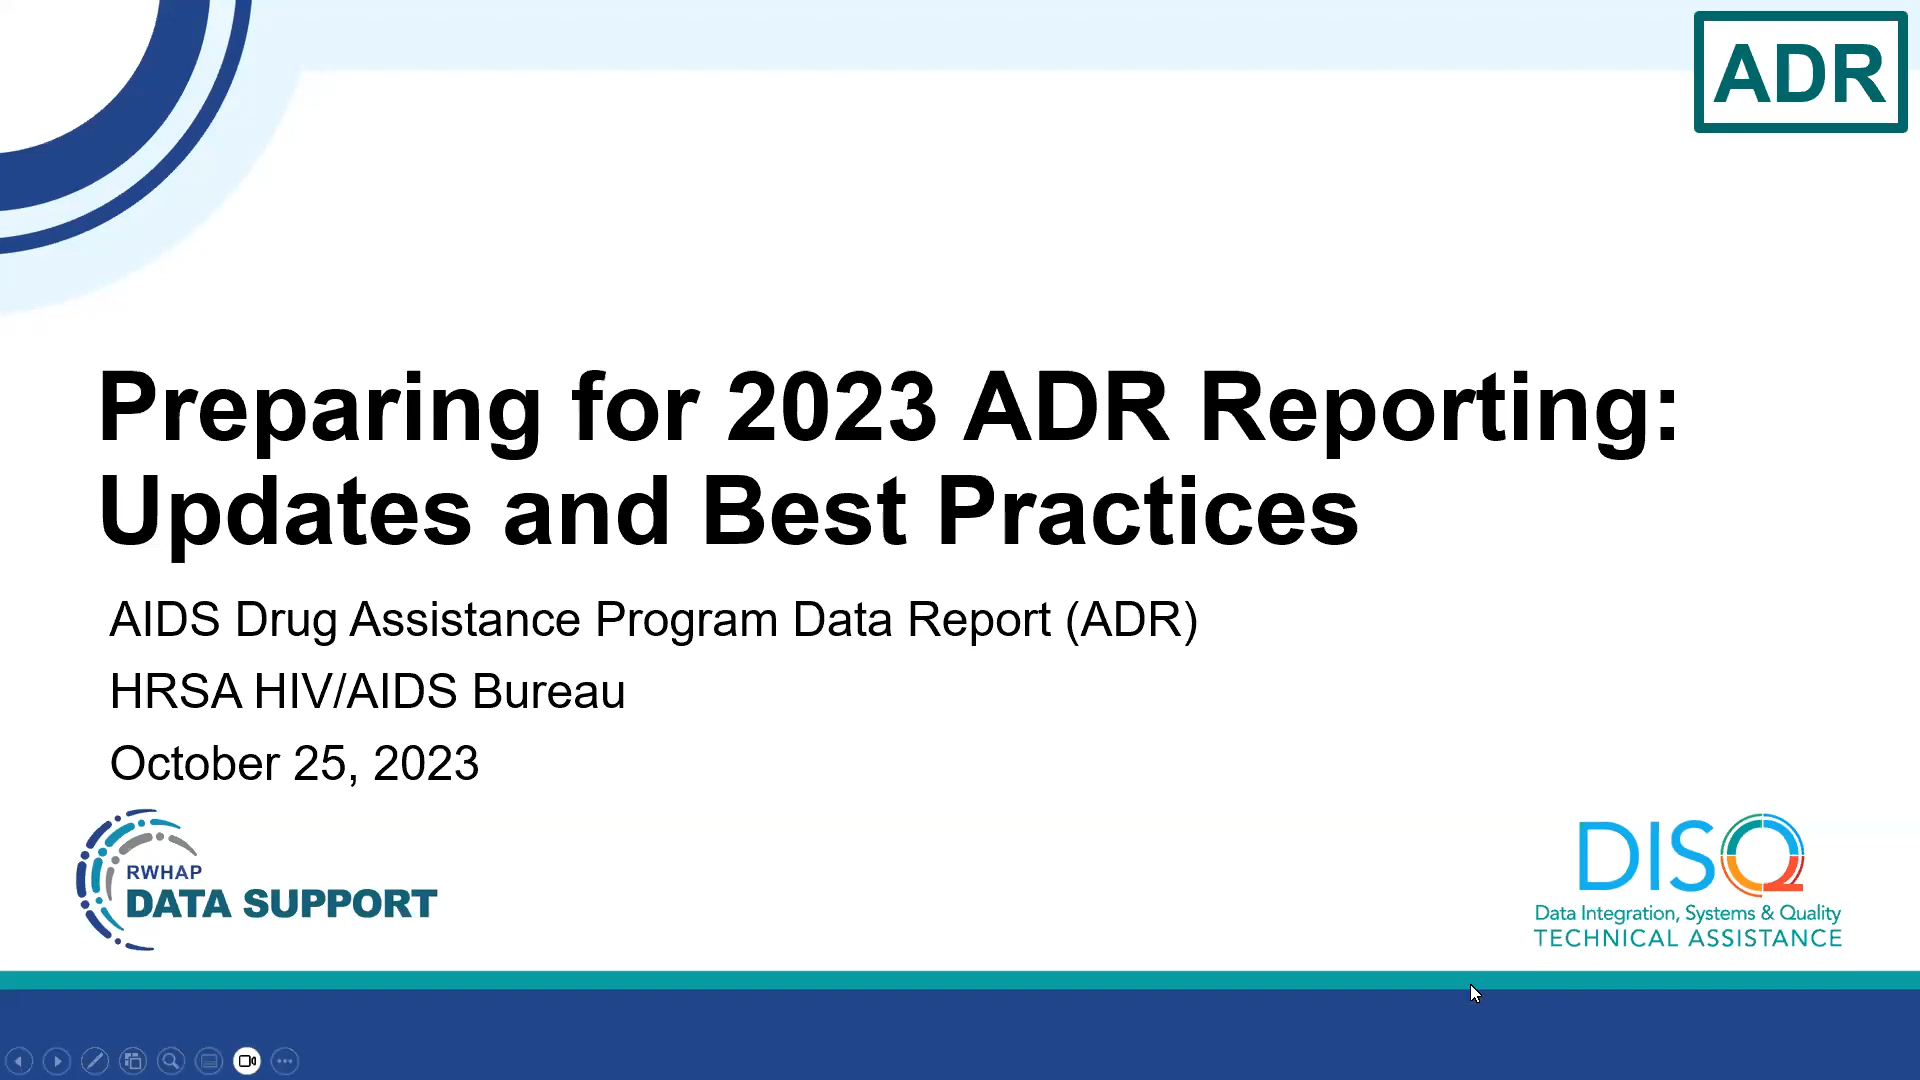 ADR
Preparing for 2023 ADR Reporting:
Updates and Best Practices
AIDS Drug Assistance Program Data Report (ADR)
HRSA HIV/AIDS Bureau
October 25, 2023
RWHAP
DATA SUPPORT
DISQ
Data Integration, Systems & Quality
TECHNICAL ASSISTANCE